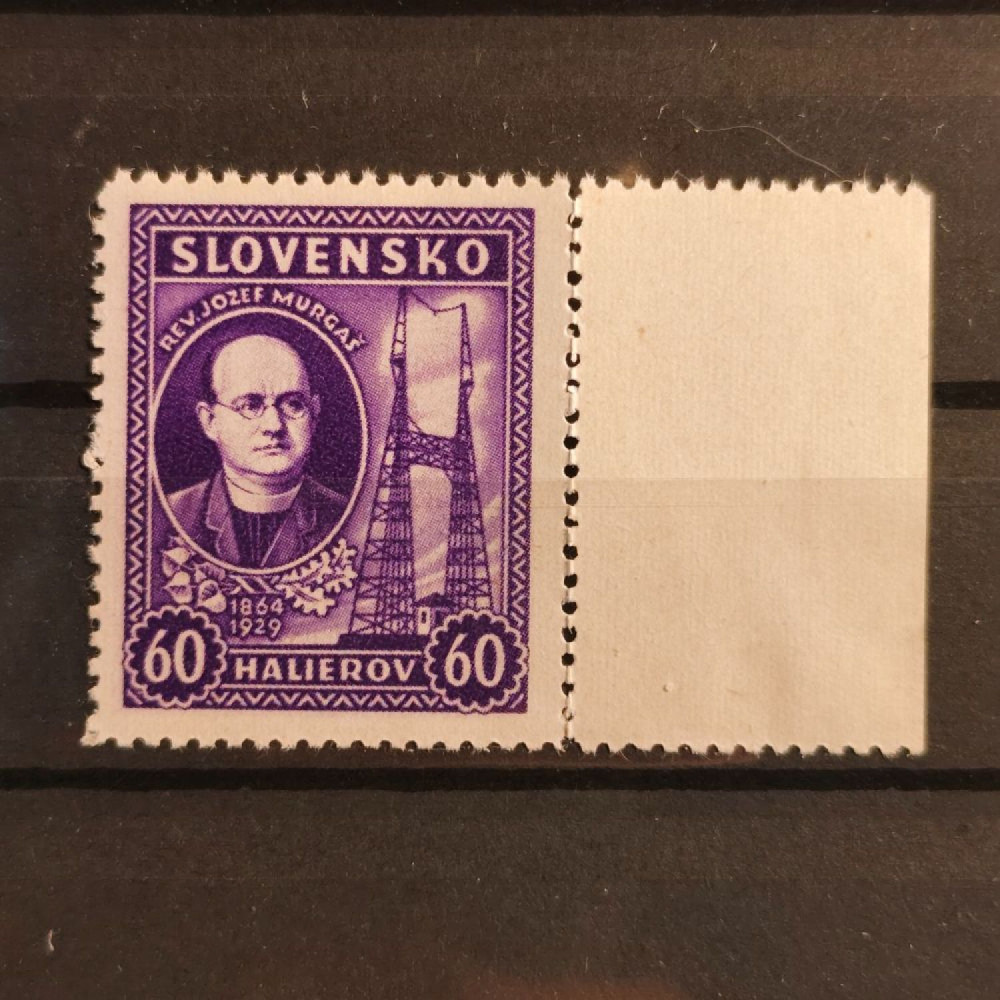 SLOVENSKO
REV. JOZEF MURGAŠ
1864
1929
60 HALIEROV 60